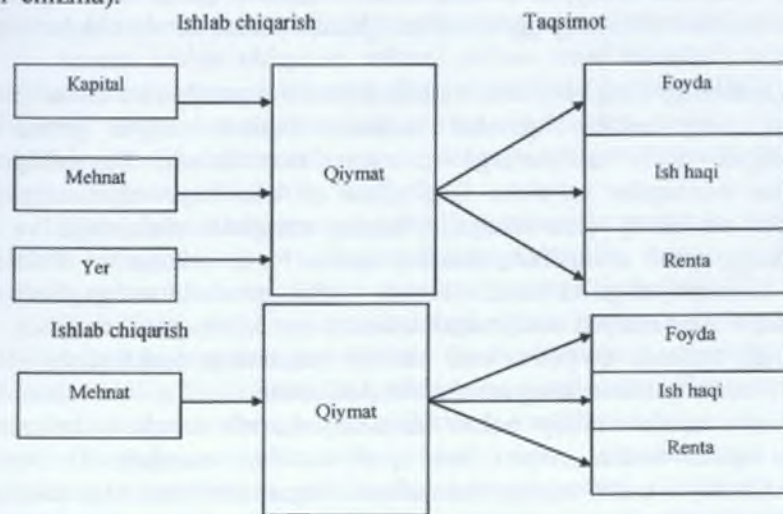 Ishlab chiqarish Taqsimot
Kapital Foyda
Mehnat Qiymat Ish haqi
Yer Renta
Ishlab chiqarish Foyda
Mehnat Qiymat Ish haqi
Renta